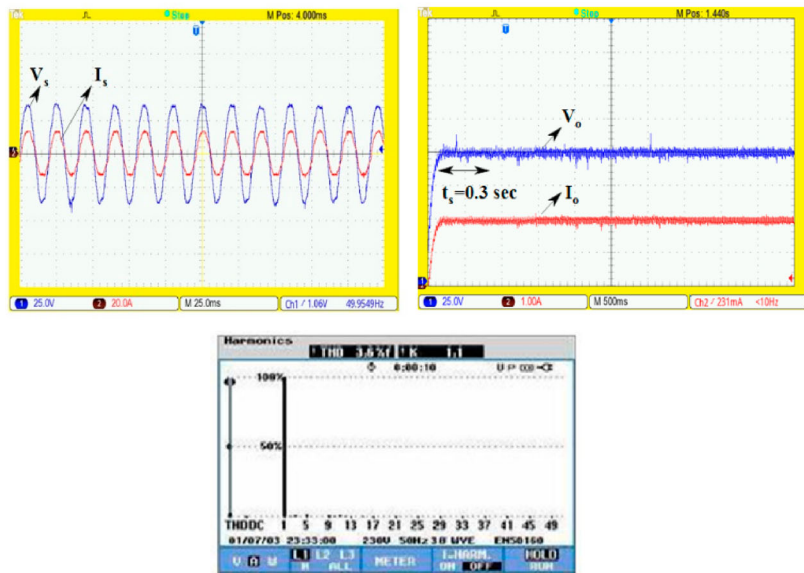 Stop
M Pos: 4.000ms
Vs
Is
1 25.0V
2 20.0A
M 25.0ms
Ch1 / 1.06V
49.9549Hz
Stop
M Pos: 1.440s
Vo
ts=0.3 sec
Io
1 25.0V
2 1.00A
M 500ms
Ch2 / 231mA
<10Hz
Harmonics
THD 3.6%f
K 1.1
0:00:10
100%
50%
THDDC 1 5 9 13 17 21 25 29 33 37 41 45 49
01/07/03 23:33:00 230V 50Hz 3Ø WYE EN50160
V A W
L1 L2 L3
N ALL
METER
I-HARM.
ON OFF
HOLD
RUN